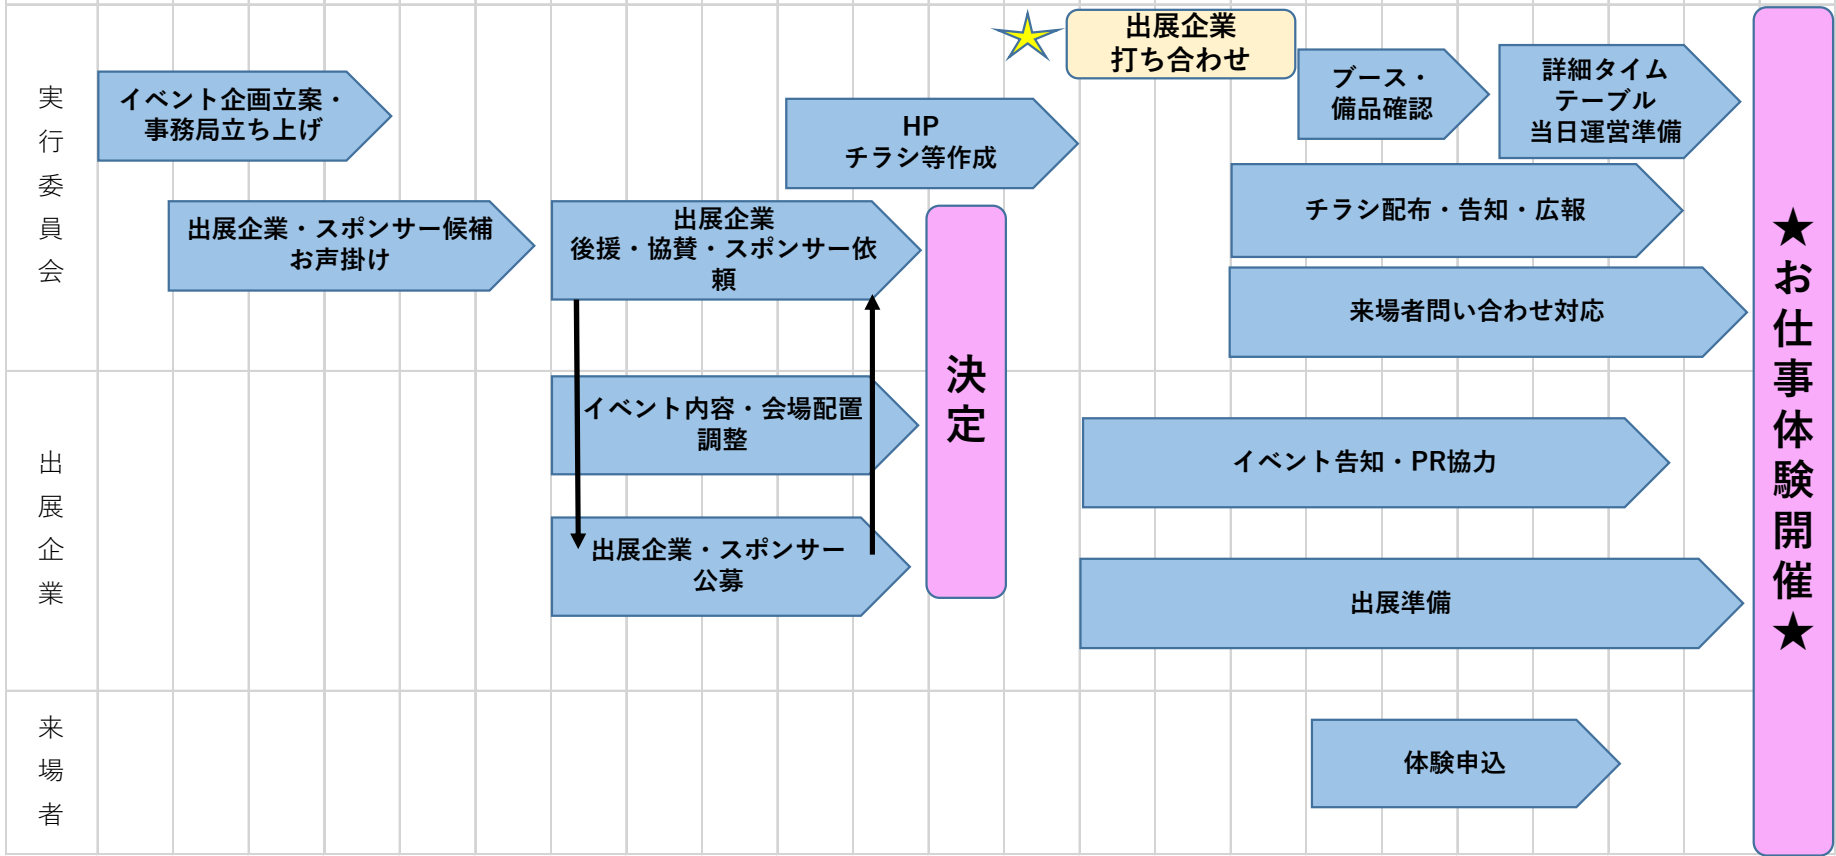 実行委員会
イベント企画立案・
事務局立ち上げ
出展企業・スポンサー候補
お声掛け
出展企業
後援・協賛・スポンサー依
頼
HP
チラシ等作成
出展企業
打ち合わせ
ブース・
備品確認
詳細タイム
テーブル
当日運営準備
チラシ配布・告知・広報
来場者問い合わせ対応
出展企業
イベント内容・会場配置
調整
出展企業・スポンサー
公募
決定
イベント告知・PR協力
出展準備
来場者
体験申込
★お仕事体験開催★